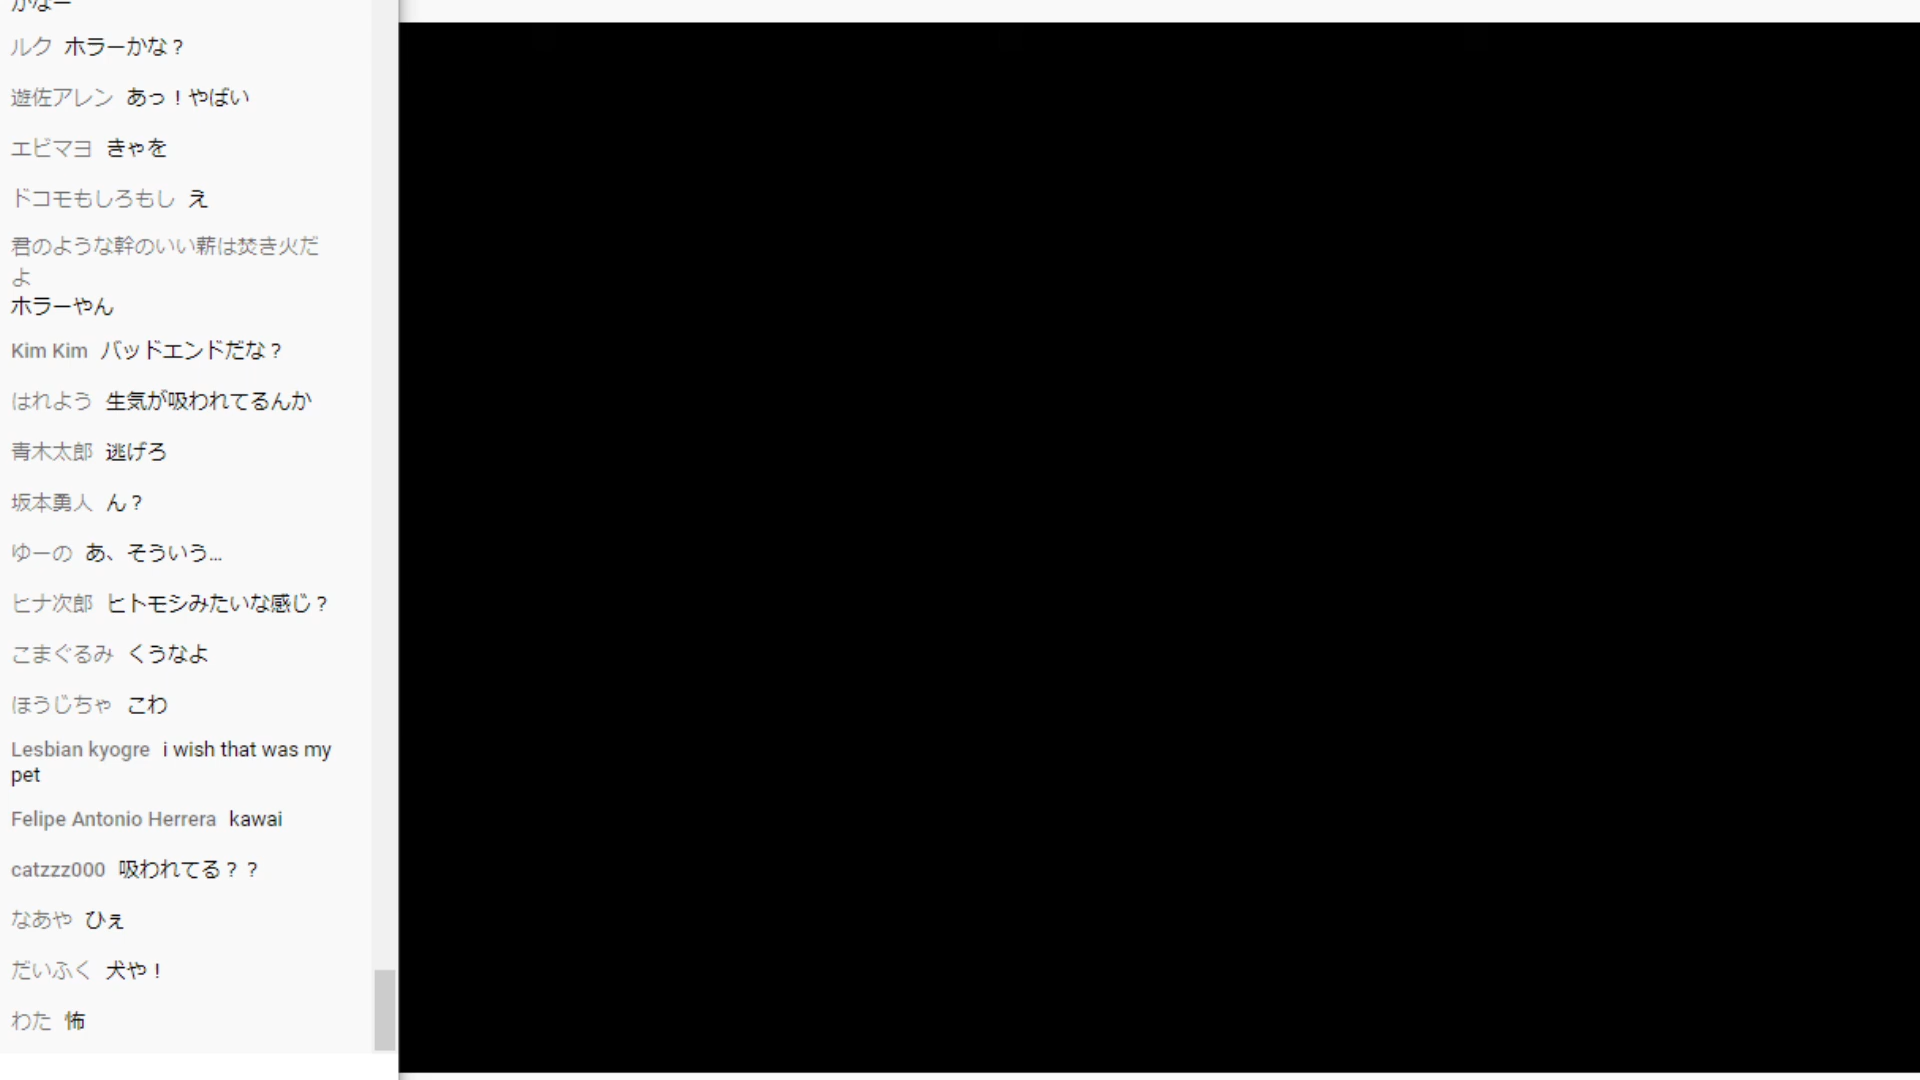 かなー
ルク ホラーかな？
遊佐アレン あっ！やばい
エビマヨ きゃを
ドコモもしろもし え
君のような幹のいい薪は焚き火だ
よ
ホラーやん
Kim Kim バッドエンドだな？
はれよう 生気が吸われてるんか
青木太郎 逃げろ
坂本勇人 ん？
ゆーの あ、そういう...
ヒナ次郎 ヒトモシみたいな感じ？
こまぐるみ くうなよ
ほうじちゃ こわ
Lesbian kyogre i wish that was my
pet
Felipe Antonio Herrera kawai
catzzz000 吸われてる？？
なあや ひぇ
だいふく 犬や！
わた 怖